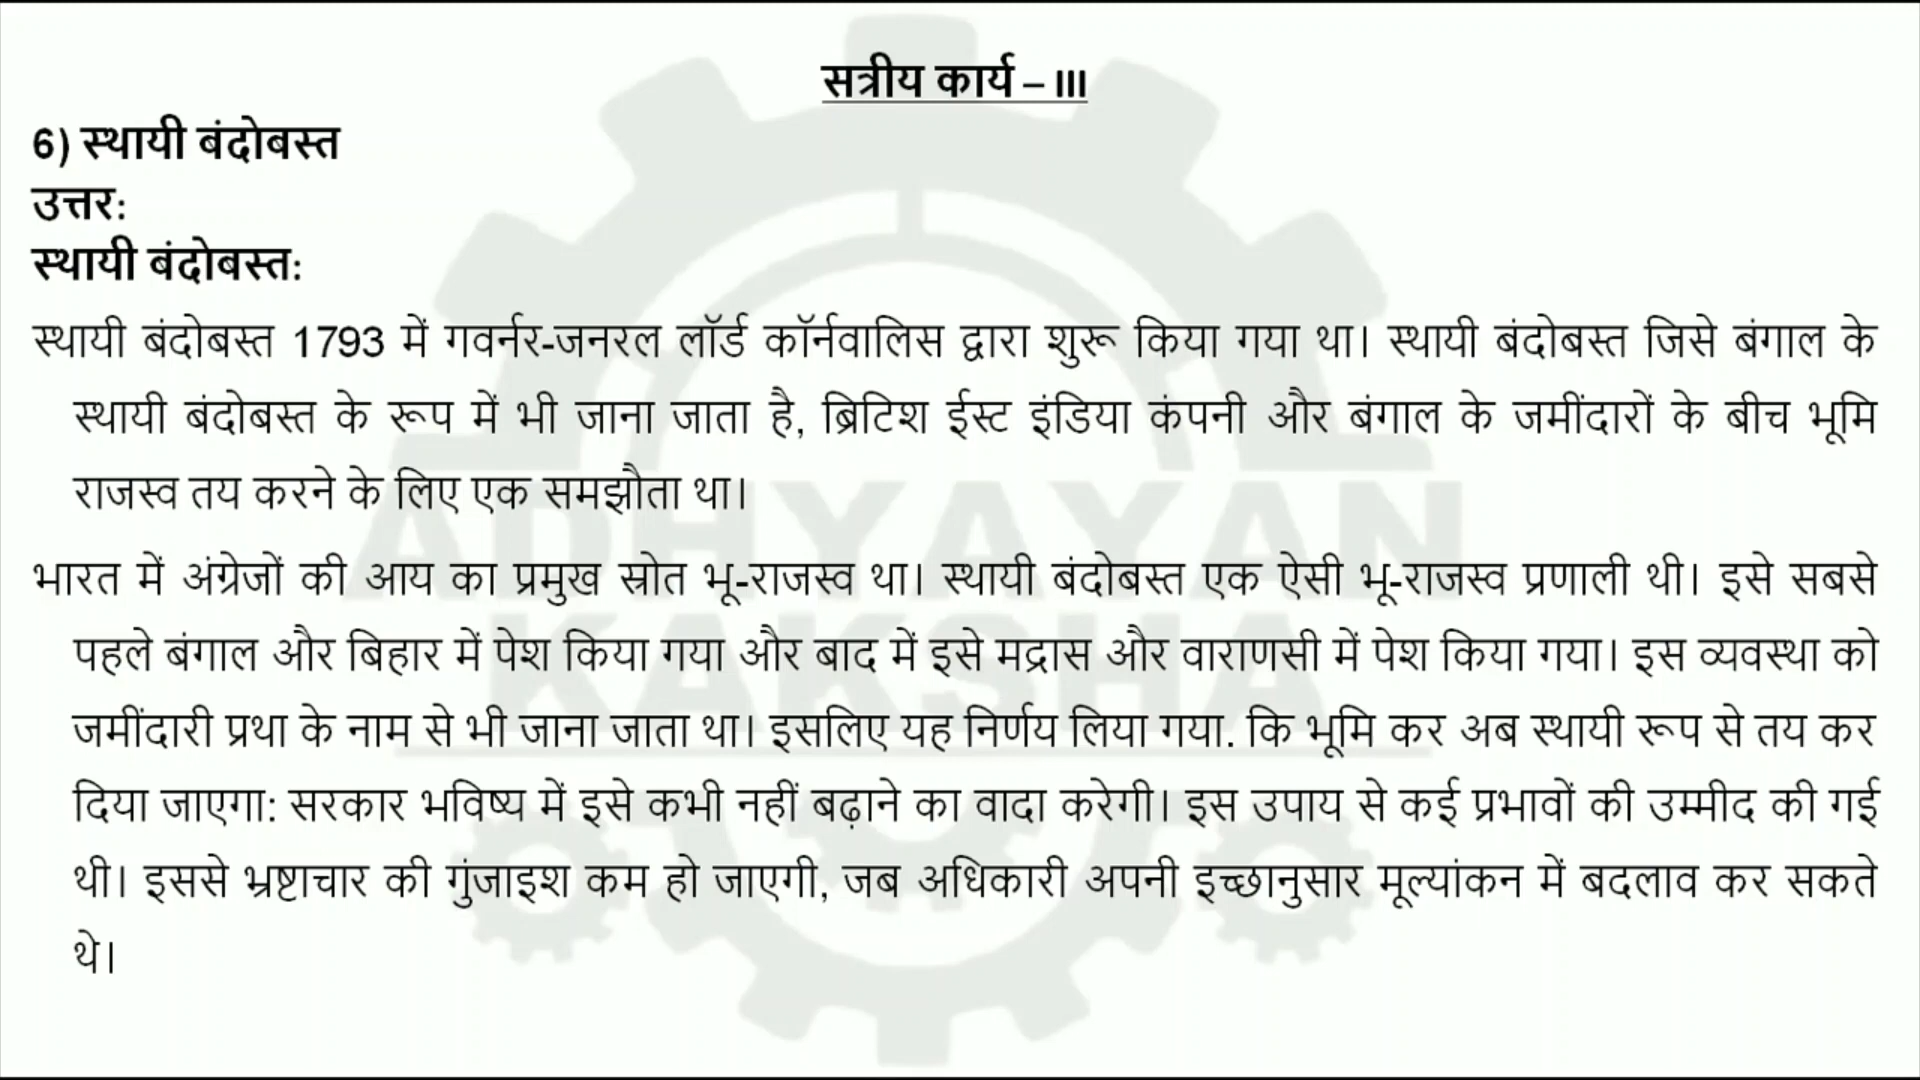 सत्रीय कार्य – III
6) स्थायी बंदोबस्त
उत्तर:
स्थायी बंदोबस्त:
स्थायी बंदोबस्त 1793 में गवर्नर-जनरल लॉर्ड कॉर्नवालिस द्वारा शुरू किया गया था। स्थायी बंदोबस्त जिसे बंगाल के
स्थायी बंदोबस्त के रूप में भी जाना जाता है, ब्रिटिश ईस्ट इंडिया कंपनी और बंगाल के जमींदारों के बीच भूमि
राजस्व तय करने के लिए एक समझौता था।
भारत में अंग्रेजों की आय का प्रमुख स्रोत भू-राजस्व था। स्थायी बंदोबस्त एक ऐसी भू-राजस्व प्रणाली थी। इसे सबसे
पहले बंगाल और बिहार में पेश किया गया और बाद में इसे मद्रास और वाराणसी में पेश किया गया। इस व्यवस्था को
जमींदारी प्रथा के नाम से भी जाना जाता था। इसलिए यह निर्णय लिया गया. कि भूमि कर अब स्थायी रूप से तय कर
दिया जाएगा: सरकार भविष्य में इसे कभी नहीं बढ़ाने का वादा करेगी। इस उपाय से कई प्रभावों की उम्मीद की गई
थी। इससे भ्रष्टाचार की गुंजाइश कम हो जाएगी, जब अधिकारी अपनी इच्छानुसार मूल्यांकन में बदलाव कर सकते
थे।
ADHYAYAN
KAKSHA